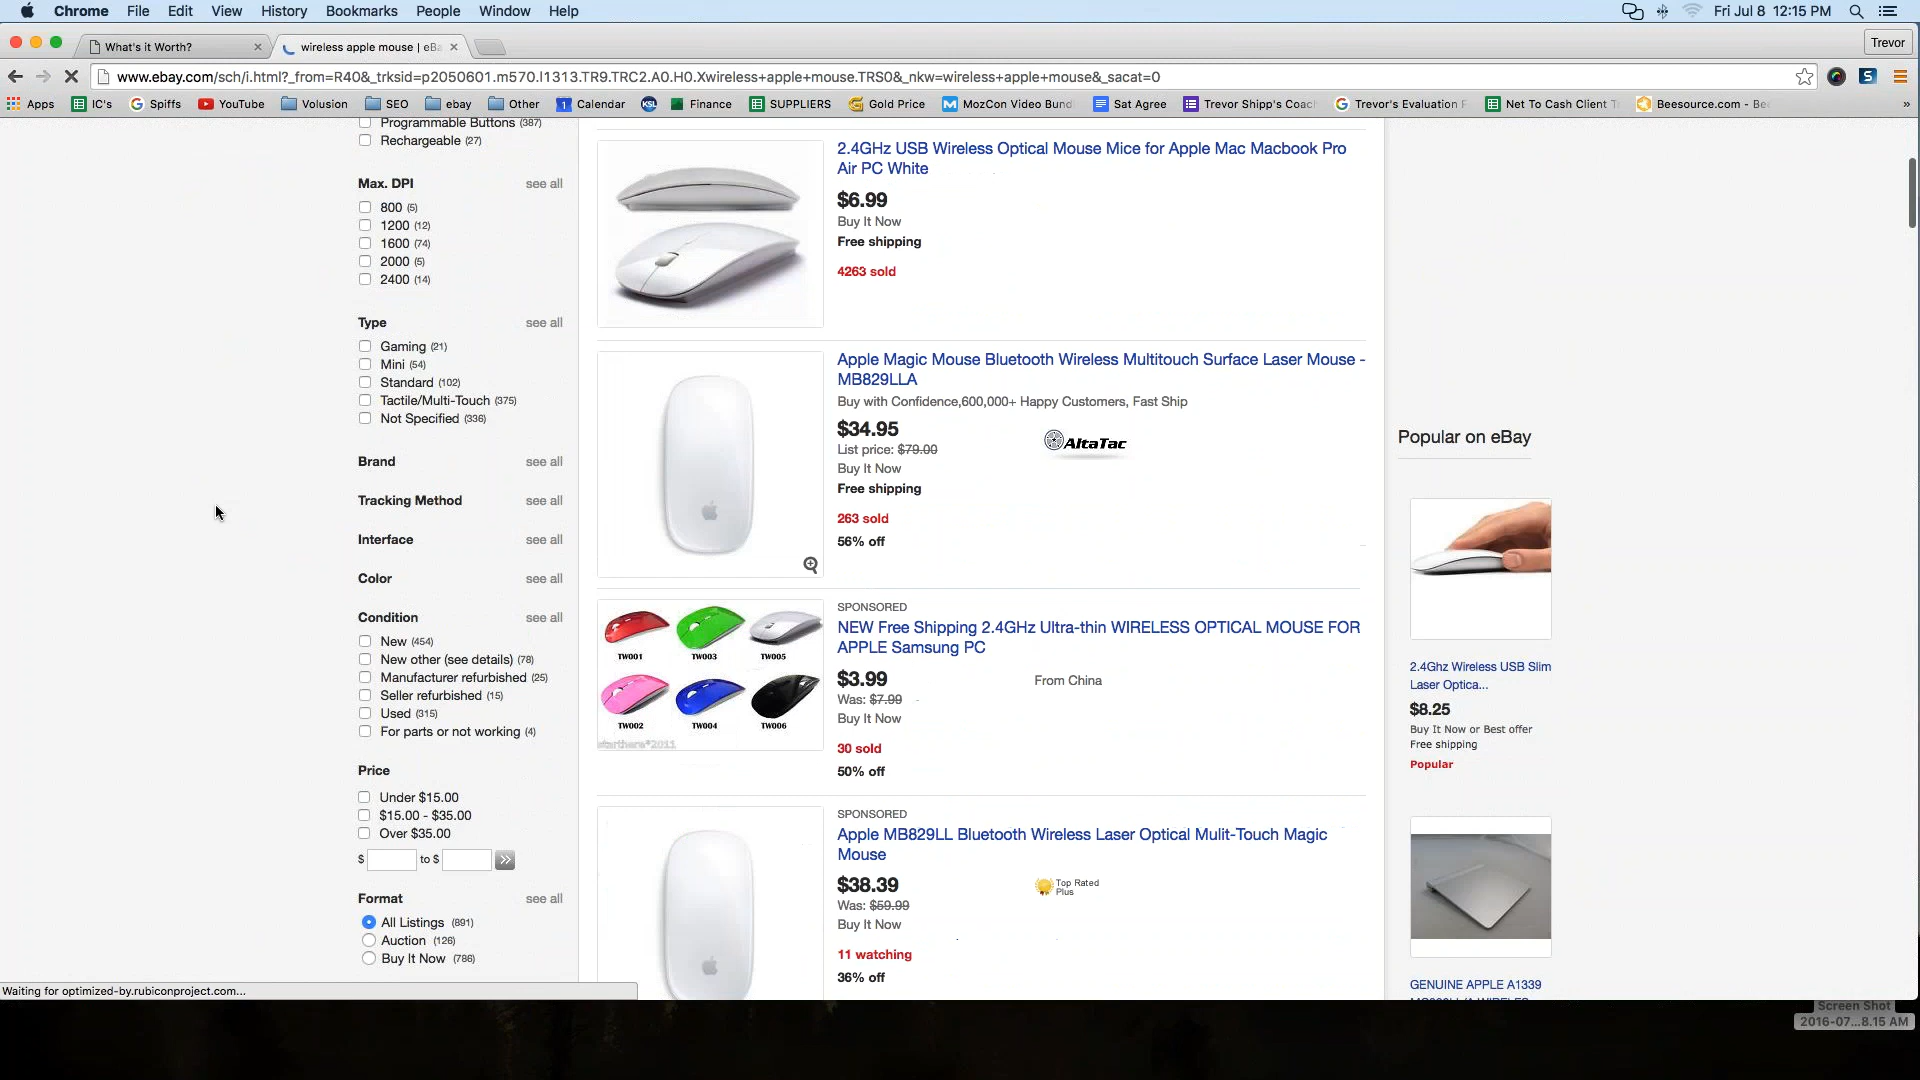 Chrome File Edit View History Bookmarks People Window Help Fri Jul 8 12:15 PM
What's it Worth? wireless apple mouse | eBa Trevor
www.ebay.com/sch/i.html?_from=R40&_trksid=p2050601.m570.l1313.TR9.TRC2.A0.H0.Xwireless+apple+mouse.TRS0&_nkw=wireless+apple+mouse&_sacat=0
Apps IC's Spiffs YouTube Volusion SEO ebay Other 1 Calendar KSL Finance SUPPLIERS Gold Price MozCon Video Bund Sat Agree Trevor Shipp's Coac Trevor's Evaluation F Net To Cash Client T Beesource.com - Bee »
Programmable Buttons (387)
Rechargeable (27)
Max. DPI see all
800 (5)
1200 (12)
1600 (74)
2000 (5)
2400 (14)
Type see all
Gaming (21)
Mini (54)
Standard (102)
Tactile/Multi-Touch (375)
Not Specified (336)
Brand see all
Tracking Method see all
Interface see all
Color see all
Condition see all
New (454)
New other (see details) (78)
Manufacturer refurbished (25)
Seller refurbished (15)
Used (315)
For parts or not working (4)
Price
Under $15.00
$15.00 - $35.00
Over $35.00
$ to $
Format see all
All Listings (891)
Auction (126)
Buy It Now (786)
2.4GHz USB Wireless Optical Mouse Mice for Apple Mac Macbook Pro
Air PC White
$6.99
Buy It Now
Free shipping
4263 sold
Apple Magic Mouse Bluetooth Wireless Multitouch Surface Laser Mouse -
MB829LLA
Buy with Confidence,600,000+ Happy Customers, Fast Ship
$34.95
AltaTac
List price: $79.00
Buy It Now
Free shipping
263 sold
56% off
TW001 TW003 TW005
TW002 TW004 TW006
starthere*2011
SPONSORED
NEW Free Shipping 2.4GHz Ultra-thin WIRELESS OPTICAL MOUSE FOR
APPLE Samsung PC
$3.99 From China
Was: $7.99
Buy It Now
30 sold
50% off
SPONSORED
Apple MB829LL Bluetooth Wireless Laser Optical Mulit-Touch Magic
Mouse
$38.39 Top Rated
Plus
Was: $59.99
Buy It Now
11 watching
36% off
Popular on eBay
2.4Ghz Wireless USB Slim
Laser Optica...
$8.25
Buy It Now or Best offer
Free shipping
Popular
GENUINE APPLE A1339
Waiting for optimized-by.rubiconproject.com...
Screen Shot
2016-07...8.15 AM